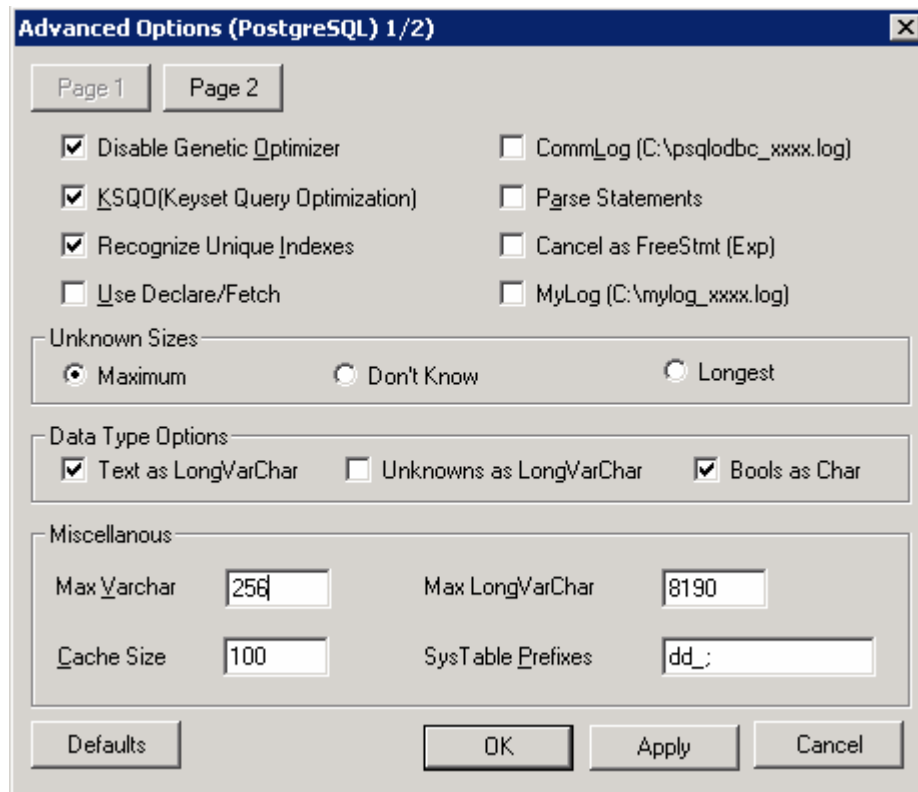 Advanced Options (PostgreSQL) 1/2)
Page 1 Page 2
Disable Genetic Optimizer CommLog (C:\psqlodbc_xxxx.log)
KSQO(Keyset Query Optimization) Parse Statements
Recognize Unique Indexes Cancel as FreeStmt (Exp)
Use Declare/Fetch MyLog (C:\mylog_xxxx.log)
Unknown Sizes
Maximum Don't Know Longest
Data Type Options
Text as LongVarChar Unknowns as LongVarChar Bools as Char
Miscellanous
Max Varchar 256 Max LongVarChar 8190
Cache Size 100 SysTable Prefixes dd_;
Defaults OK Apply Cancel